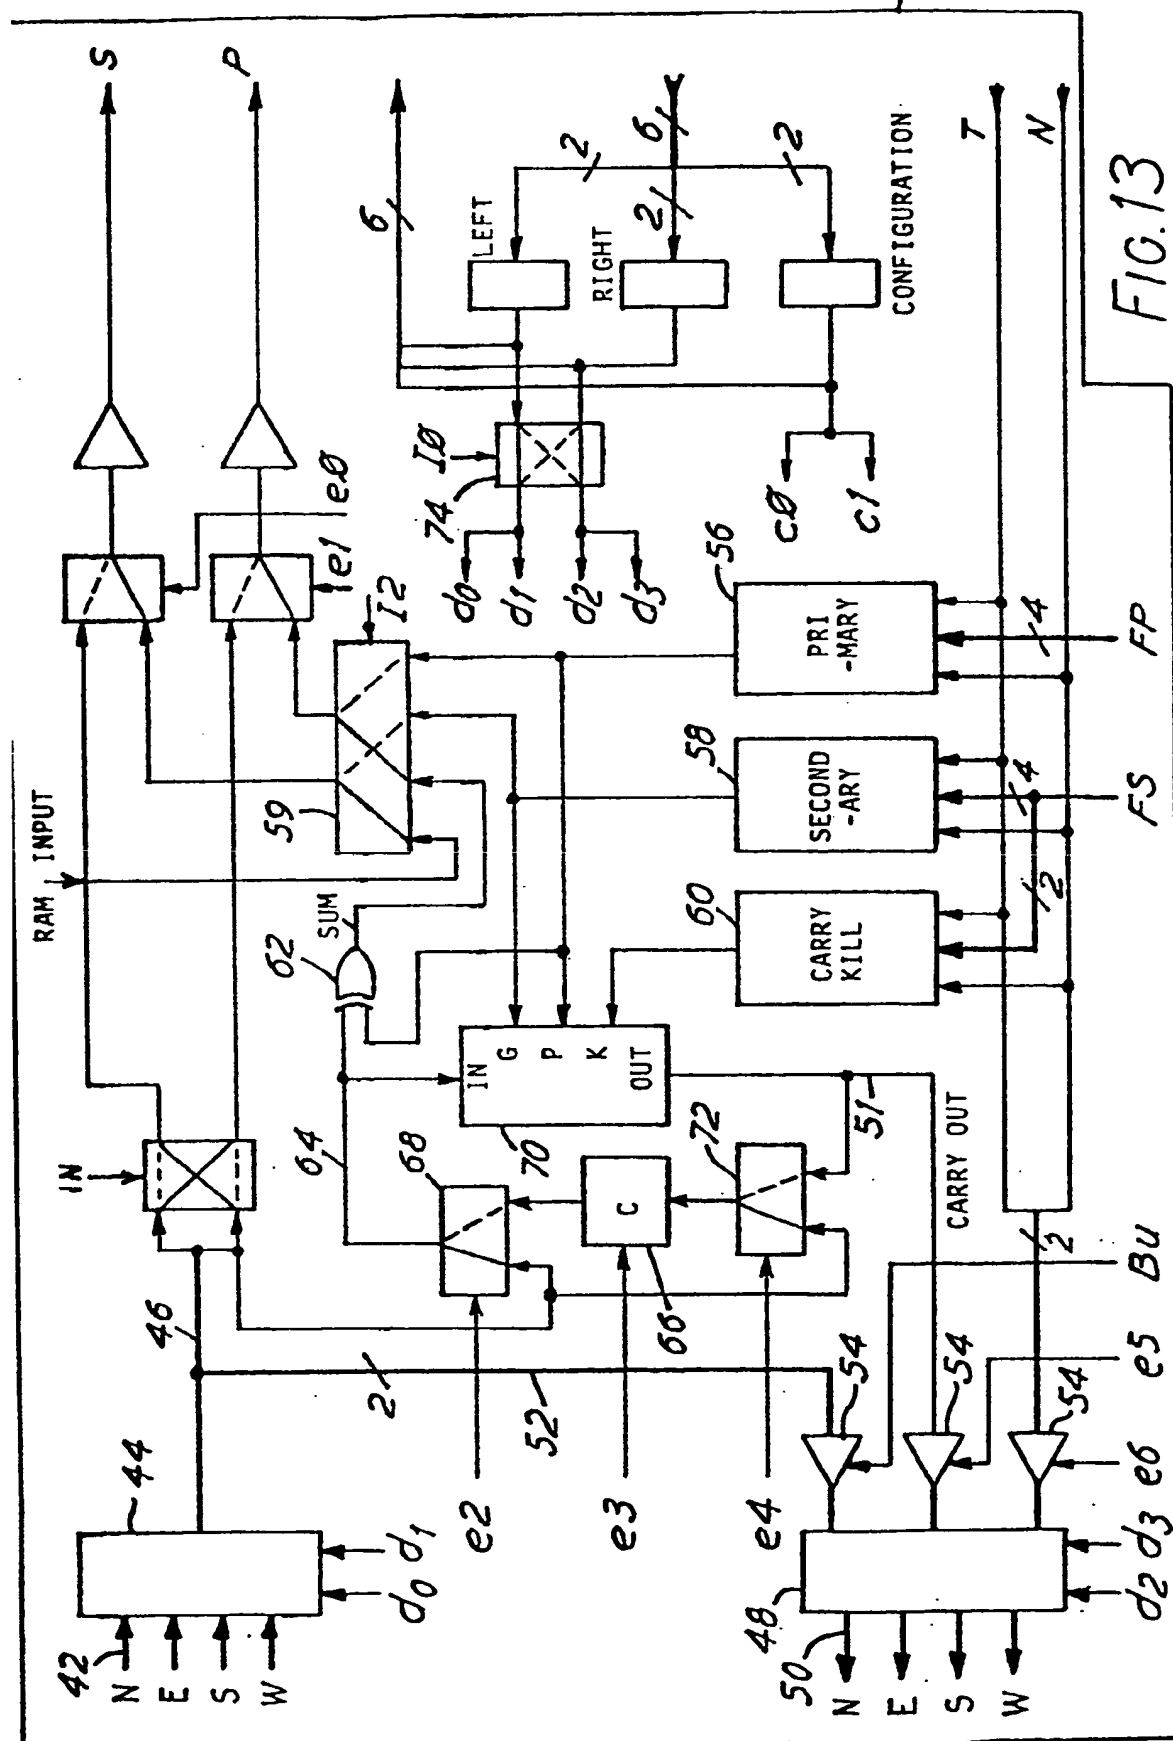 42
N
E
S
W
44
d0 d1
46
2
52
IN
RAM INPUT
S
P
e0
e1
64
62
SUM
59
I2
68
e2
70
IN
G
P
K
OUT
C
66
e3
72
e4
51
CARRY OUT
74
I0
d0
d1
d2
d3
6
LEFT
RIGHT
CONFIGURATION
2
2
2
6
c0
c1
60
CARRY
KILL
58
SECOND
-ARY
56
PRI
-MARY
2
4
4
T
N
2
50
48
N
E
S
W
54
54
54
d2 d3
e6
e5
Bu
FS
FP
FIG. 13